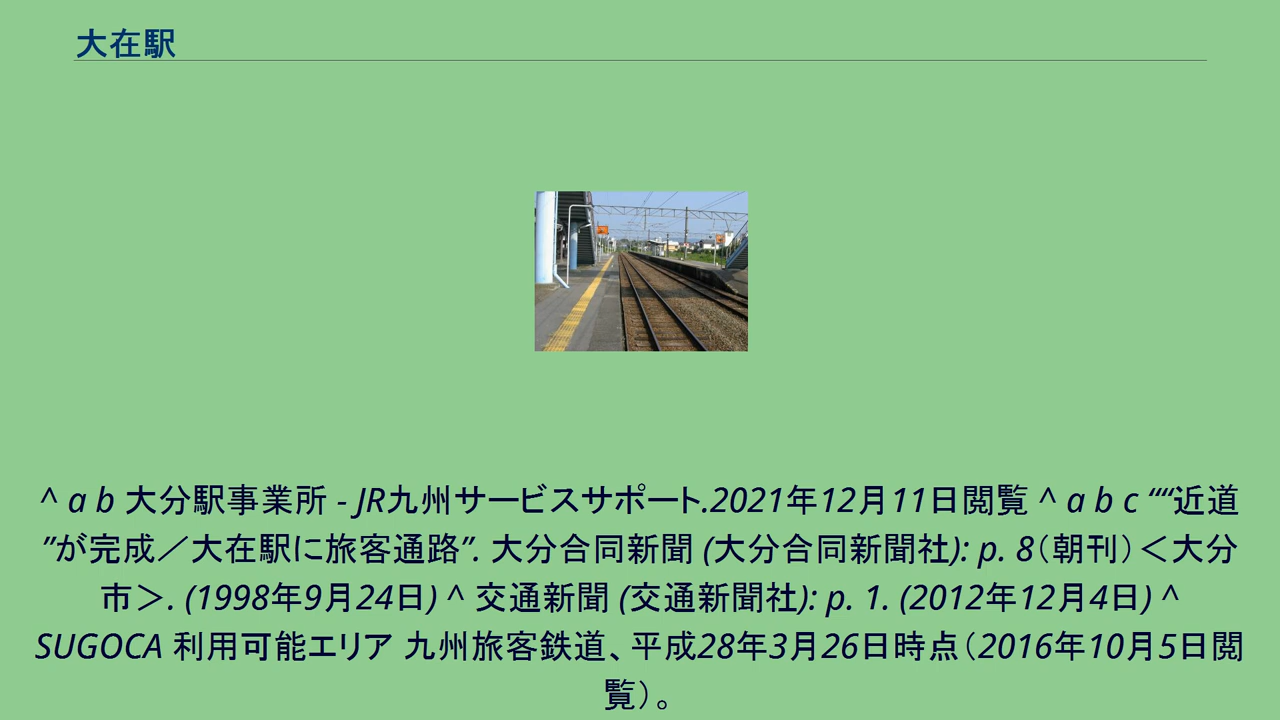 大在駅
^ a b 大分駅事業所 - JR九州サービスサポート.2021年12月11日閲覧 ^ a b c ““近道
”が完成／大在駅に旅客通路”. 大分合同新聞 (大分合同新聞社): p. 8（朝刊）＜大分
市＞. (1998年9月24日) ^ 交通新聞 (交通新聞社): p. 1. (2012年12月4日) ^
SUGOCA 利用可能エリア 九州旅客鉄道、平成28年3月26日時点（2016年10月5日閲
覧）。